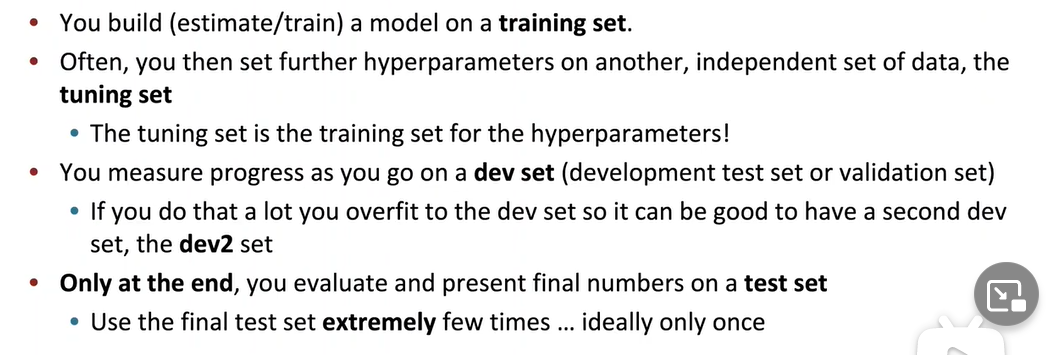 • You build (estimate/train) a model on a training set.
• Often, you then set further hyperparameters on another, independent set of data, the
tuning set
• The tuning set is the training set for the hyperparameters!
• You measure progress as you go on a dev set (development test set or validation set)
• If you do that a lot you overfit to the dev set so it can be good to have a second dev
set, the dev2 set
• Only at the end, you evaluate and present final numbers on a test set
• Use the final test set extremely few times ... ideally only once